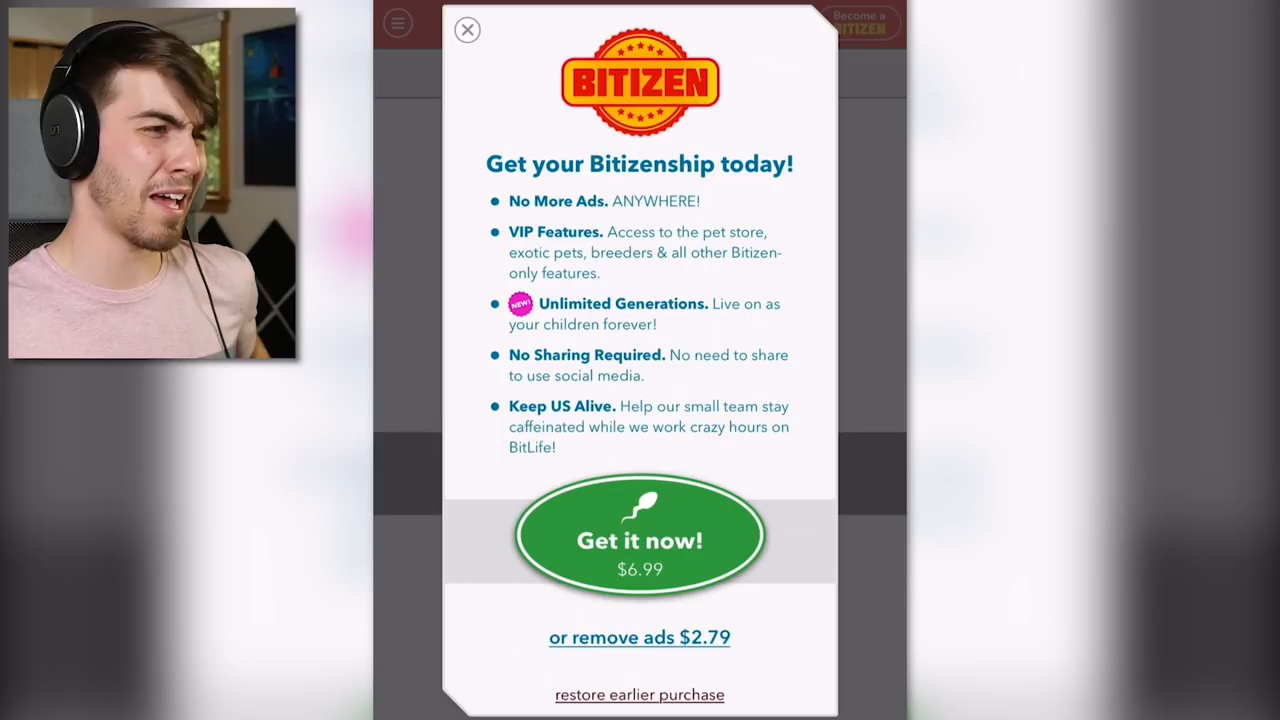 Become a
BITIZEN
BITIZEN
Get your Bitizenship today!
No More Ads. ANYWHERE!
VIP Features. Access to the pet store,
exotic pets, breeders & all other Bitizen-
only features.
NEW! Unlimited Generations. Live on as
your children forever!
No Sharing Required. No need to share
to use social media.
Keep US Alive. Help our small team stay
caffeinated while we work crazy hours on
BitLife!
Get it now!
$6.99
or remove ads $2.79
restore earlier purchase